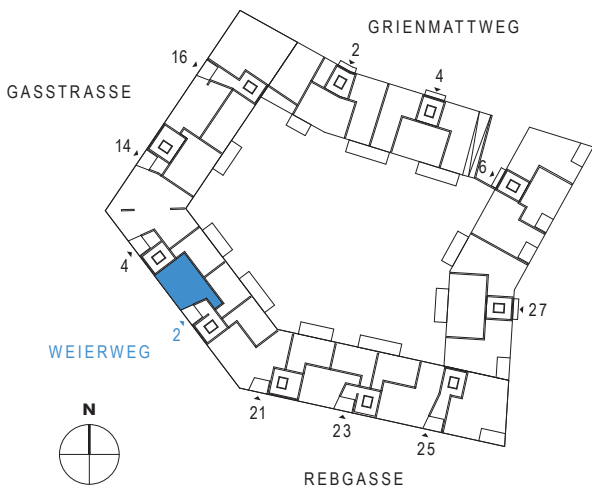 GRIENMATTWEG
16
2
4
GASSTRASSE
14
6
4
27
2
WEIERWEG
N
21
23
25
REBGASSE